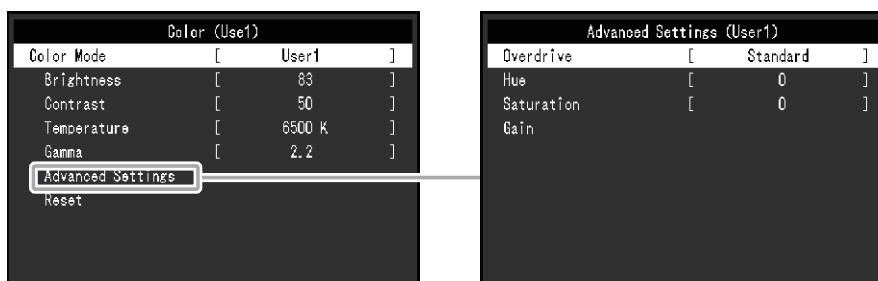 Color (Use1)
Color Mode [ User1 ]
Brightness [ 83 ]
Contrast [ 50 ]
Temperature [ 6500 K ]
Gamma [ 2.2 ]
Advanced Settings
Reset
Advanced Settings (User1)
Overdrive [ Standard ]
Hue [ 0 ]
Saturation [ 0 ]
Gain